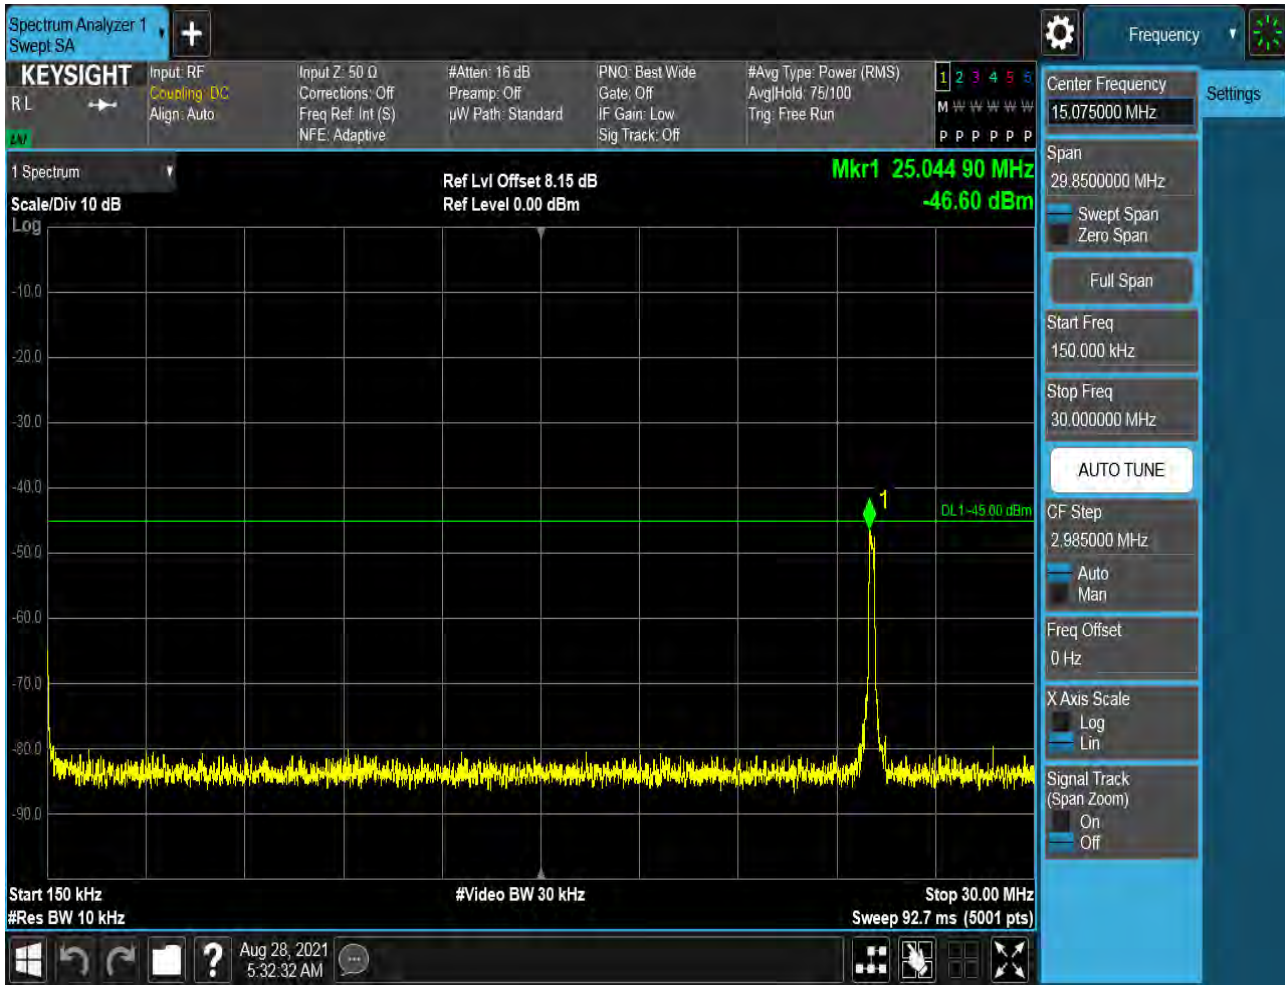 Spectrum Analyzer 1
Swept SA
Frequency
KEYSIGHT
R L
Input: RF
Coupling: DC
Align: Auto
Input Z: 50 Ω
Corrections: Off
Freq Ref: Int (S)
NFE: Adaptive
#Atten: 16 dB
Preamp: Off
µW Path: Standard
PNO: Best Wide
Gate: Off
IF Gain: Low
Sig Track: Off
#Avg Type: Power (RMS)
Avg|Hold: 75/100
Trig: Free Run
1 2 3 4 5 6
M W W W W W
P P P P P P
1 Spectrum
Scale/Div 10 dB
Log
Ref Lvl Offset 8.15 dB
Ref Level 0.00 dBm
Mkr1 25.044 90 MHz
-46.60 dBm
-10.0
-20.0
-30.0
-40.0
-50.0
-60.0
-70.0
-80.0
-90.0
1
DL1 -45.00 dBm
Start 150 kHz
#Res BW 10 kHz
#Video BW 30 kHz
Stop 30.00 MHz
Sweep 92.7 ms (5001 pts)
Center Frequency
15.075000 MHz
Settings
Span
29.8500000 MHz
Swept Span
Zero Span
Full Span
Start Freq
150.000 kHz
Stop Freq
30.000000 MHz
AUTO TUNE
CF Step
2.985000 MHz
Auto
Man
Freq Offset
0 Hz
X Axis Scale
Log
Lin
Signal Track
(Span Zoom)
On
Off
?
Aug 28, 2021
5:32:32 AM